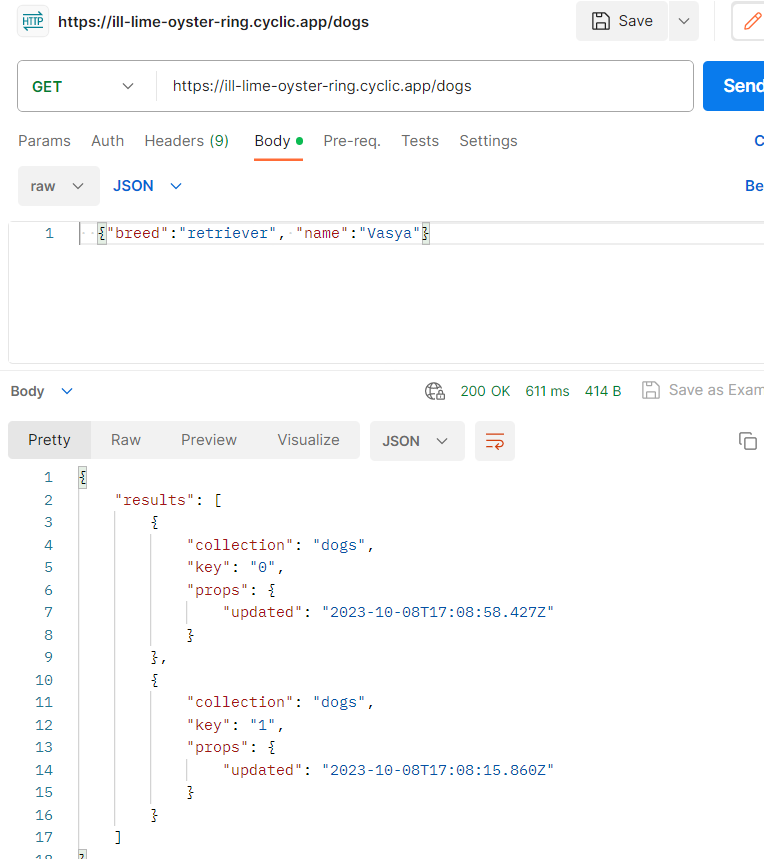 HTTP https://ill-lime-oyster-ring.cyclic.app/dogs Save
GET https://ill-lime-oyster-ring.cyclic.app/dogs Send
Params Auth Headers (9) Body Pre-req. Tests Settings C
raw JSON Be
1 {"breed":"retriever", "name":"Vasya"}
Body 200 OK 611 ms 414 B Save as Exam
Pretty Raw Preview Visualize JSON
1 {
2 "results": [
3 {
4 "collection": "dogs",
5 "key": "0",
6 "props": {
7 "updated": "2023-10-08T17:08:58.427Z"
8 }
9 },
10 {
11 "collection": "dogs",
12 "key": "1",
13 "props": {
14 "updated": "2023-10-08T17:08:15.860Z"
15 }
16 }
17 ]
18 }